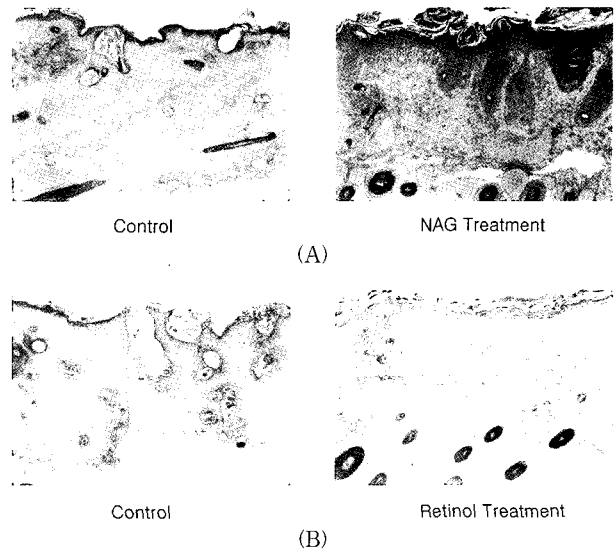 Control
NAG Treatment
(A)
Control
Retinol Treatment
(B)